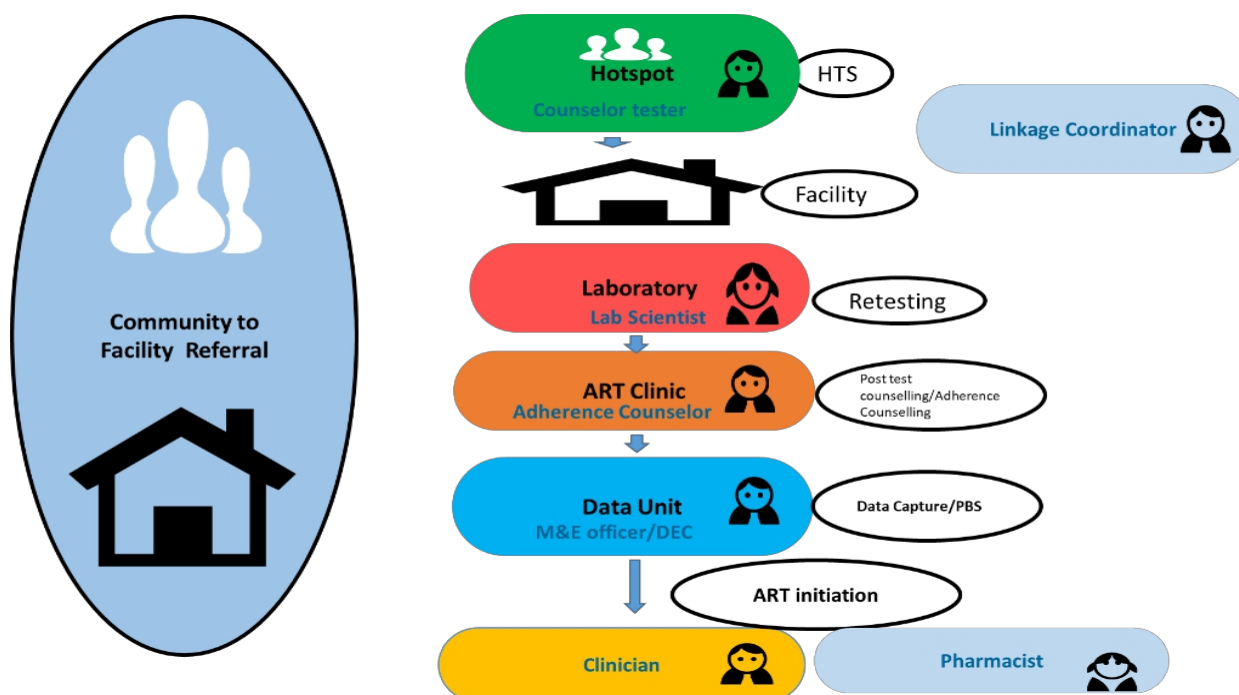 Community to
Facility Referral
Hotspot
Counselor tester
HTS
Linkage Coordinator
Facility
Laboratory
Lab Scientist
Retesting
ART Clinic
Adherence Counselor
Post test
counselling/Adherence
Counselling
Data Unit
M&E officer/DEC
Data Capture/PBS
ART initiation
Clinician
Pharmacist